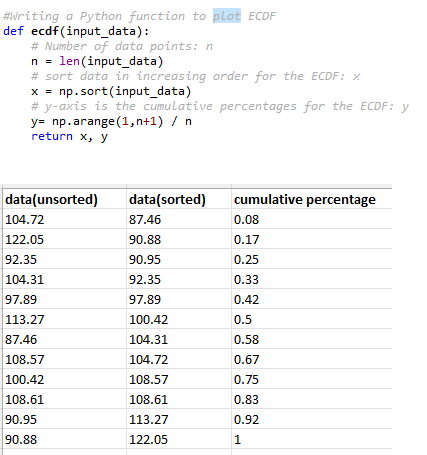 #Writing a Python function to plot ECDF
def ecdf(input_data):
    # Number of data points: n
    n = len(input_data)
    # sort data in increasing order for the ECDF: x
    x = np.sort(input_data)
    # y-axis is the cumulative percentages for the ECDF: y
    y= np.arange(1,n+1) / n
    return x, y
data(unsorted) data(sorted) cumulative percentage
104.72 87.46 0.08
122.05 90.88 0.17
92.35 90.95 0.25
104.31 92.35 0.33
97.89 97.89 0.42
113.27 100.42 0.5
87.46 104.31 0.58
108.57 104.72 0.67
100.42 108.57 0.75
108.61 108.61 0.83
90.95 113.27 0.92
90.88 122.05 1